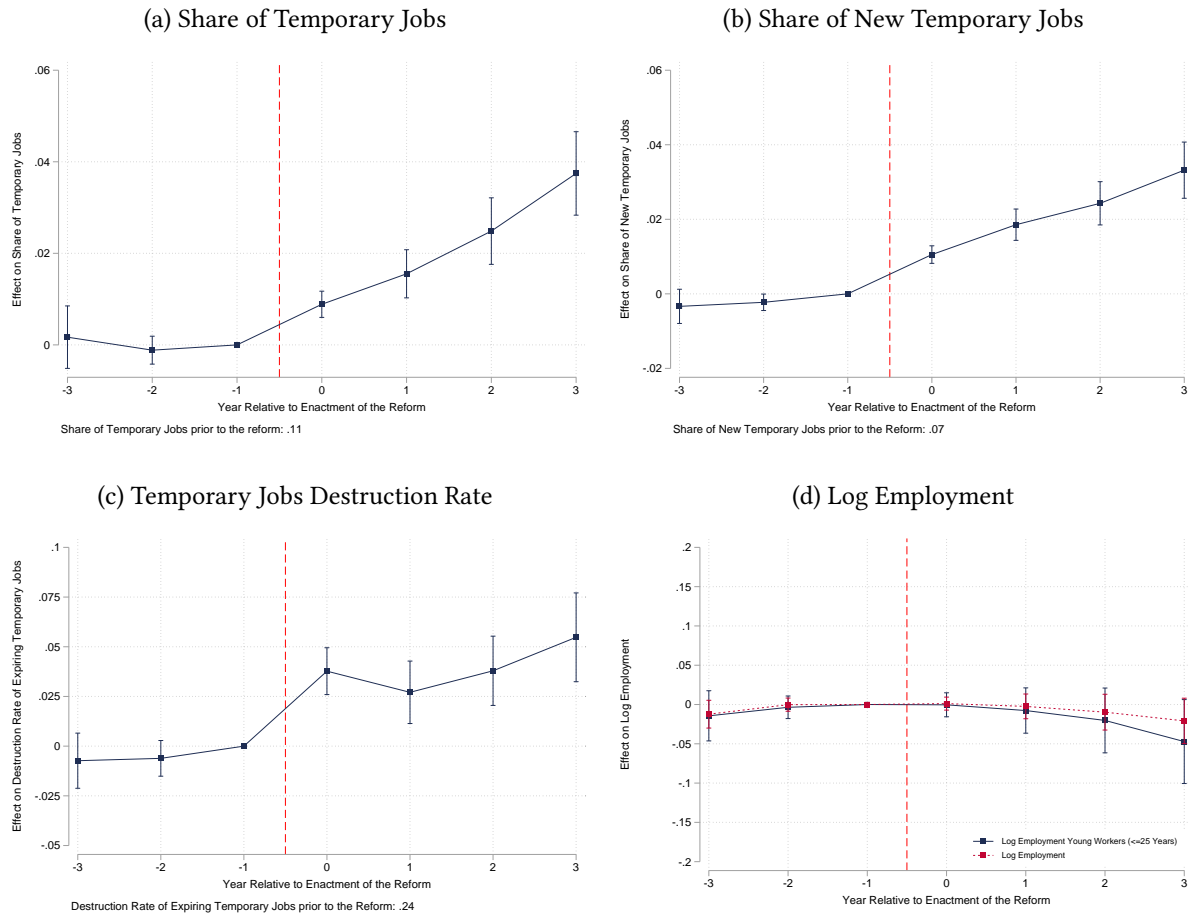 (a) Share of Temporary Jobs
.06
.04
.02
0
Effect on Share of Temporary Jobs
-3 -2 -1 0 1 2 3
Year Relative to Enactment of the Reform
Share of Temporary Jobs prior to the reform: .11
(b) Share of New Temporary Jobs
.06
.04
.02
0
-.02
Effect on Share of New Temporary Jobs
-3 -2 -1 0 1 2 3
Year Relative to Enactment of the Reform
Share of New Temporary Jobs prior to the Reform: .07
(c) Temporary Jobs Destruction Rate
.1
.075
.05
.025
0
-.025
-.05
Effect on Destruction Rate of Expiring Temporary Jobs
-3 -2 -1 0 1 2 3
Year Relative to Enactment of the Reform
Destruction Rate of Expiring Temporary Jobs prior to the Reform: .24
(d) Log Employment
.2
.15
.1
.05
0
-.05
-.1
-.15
-.2
Effect on Log Employment
Log Employment Young Workers (<=25 Years)
Log Employment
-3 -2 -1 0 1 2 3
Year Relative to Enactment of the Reform